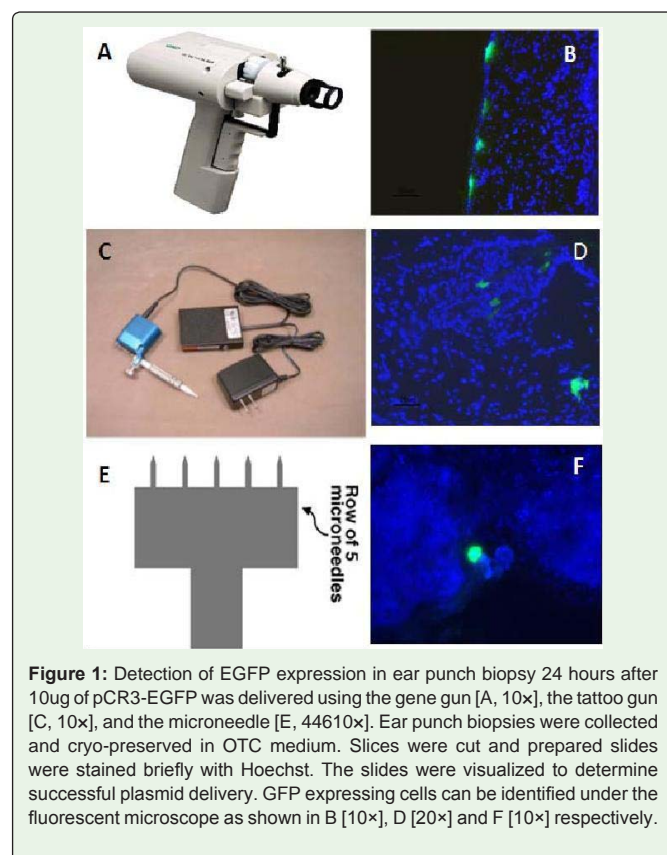 A
B
C
D
E
Row of 5
microneedles
F
Figure 1: Detection of EGFP expression in ear punch biopsy 24 hours after
10ug of pCR3-EGFP was delivered using the gene gun [A, 10×], the tattoo gun
[C, 10×], and the microneedle [E, 44610×]. Ear punch biopsies were collected
and cryo-preserved in OTC medium. Slices were cut and prepared slides
were stained briefly with Hoechst. The slides were visualized to determine
successful plasmid delivery. GFP expressing cells can be identified under the
fluorescent microscope as shown in B [10×], D [20×] and F [10×] respectively.